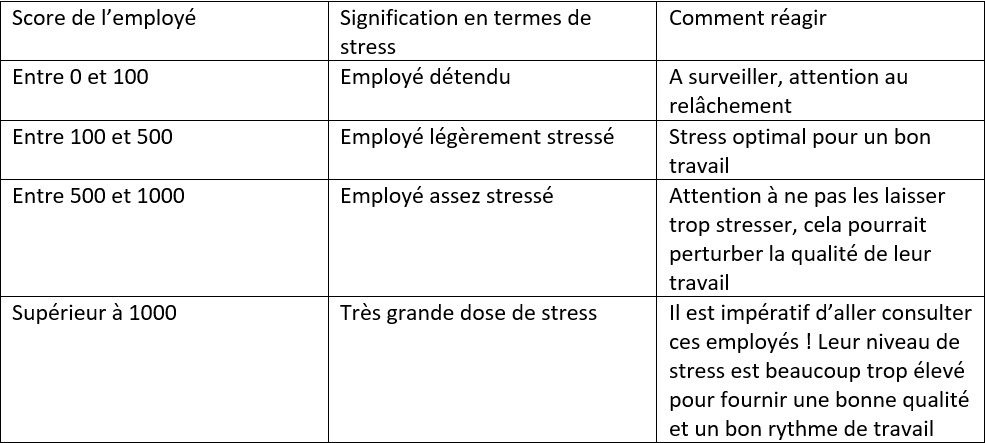 Score de l’employé
Signification en termes de
stress
Comment réagir
Entre 0 et 100
Employé détendu
A surveiller, attention au
relâchement
Entre 100 et 500
Employé légèrement stressé
Stress optimal pour un bon
travail
Entre 500 et 1000
Employé assez stressé
Attention à ne pas les laisser
trop stresser, cela pourrait
perturber la qualité de leur
travail
Supérieur à 1000
Très grande dose de stress
Il est impératif d’aller consulter
ces employés ! Leur niveau de
stress est beaucoup trop élevé
pour fournir une bonne qualité
et un bon rythme de travail